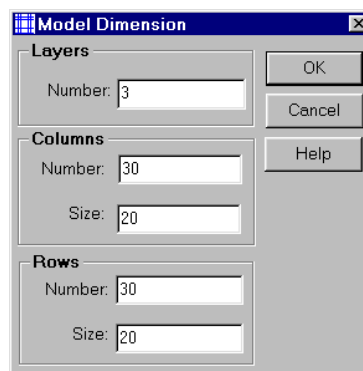 Model Dimension
Layers
Number: 3
OK
Cancel
Help
Columns
Number: 30
Size: 20
Rows
Number: 30
Size: 20